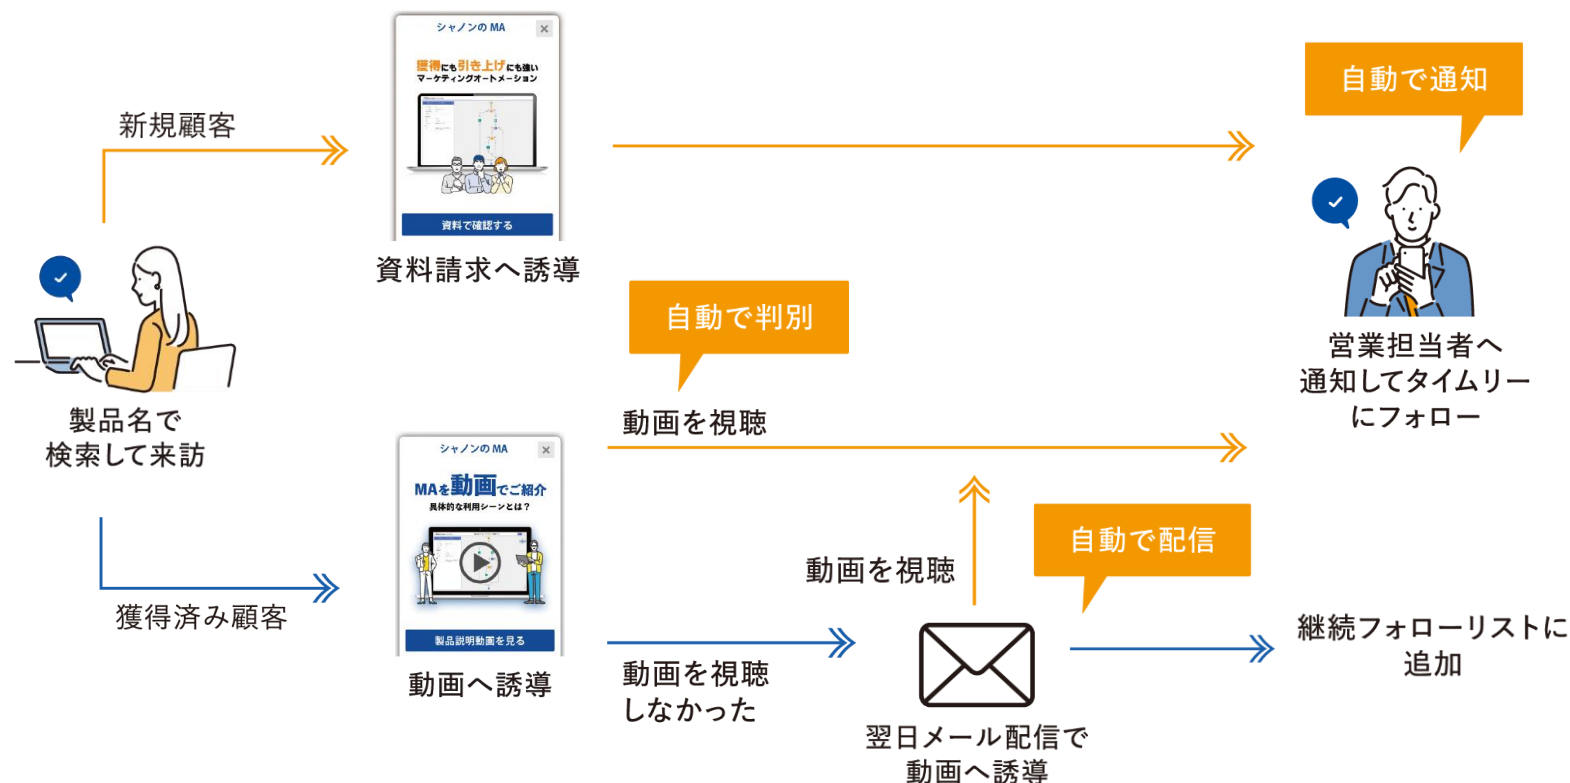 シャノンの MA
獲得にも引き上げにも強い
マーケティングオートメーション
資料で確認する
資料請求へ誘導
新規顧客
製品名で
検索して来訪
獲得済み顧客
シャノンの MA
MAを動画でご紹介
具体的な利用シーンとは？
製品説明動画を見る
動画へ誘導
自動で判別
動画を視聴
動画を視聴
しなかった
動画を視聴
自動で配信
翌日メール配信で
動画へ誘導
自動で通知
営業担当者へ
通知してタイムリー
にフォロー
継続フォローリストに
追加